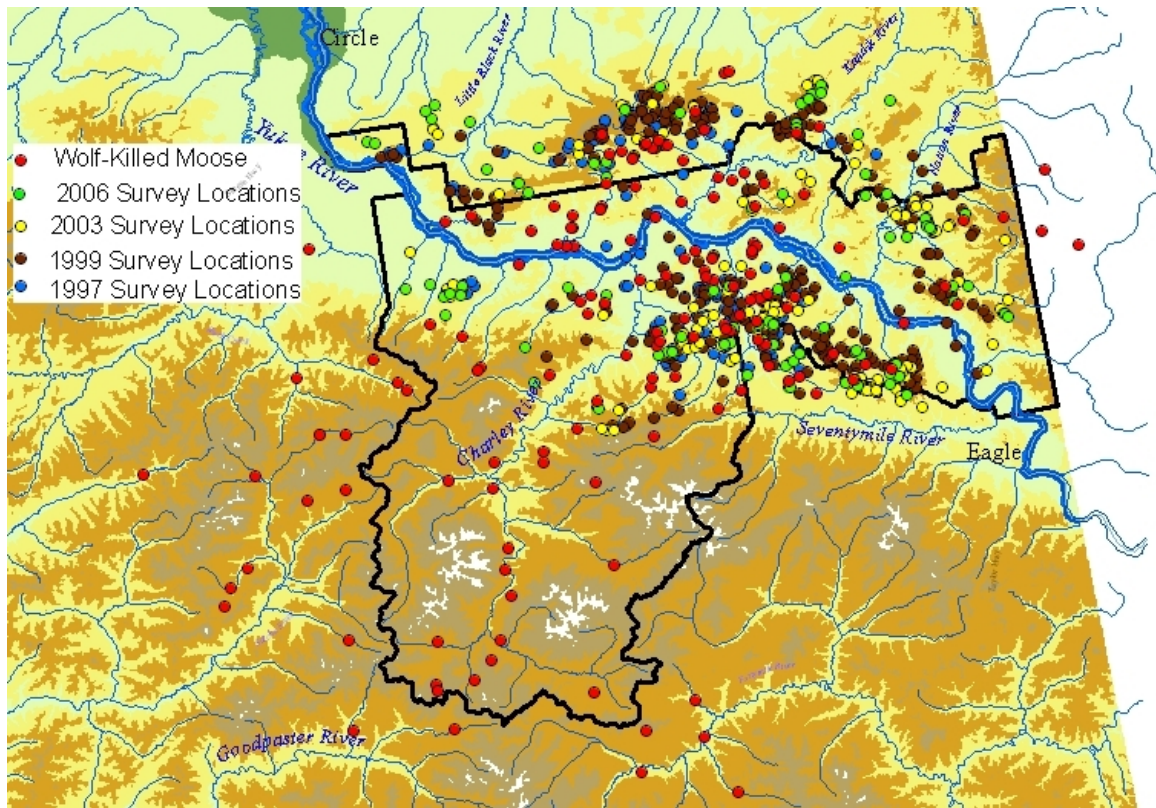 Circle
Little Black River
Kandik River
Yukon River
Nation River
Wolf-Killed Moose
2006 Survey Locations
2003 Survey Locations
1999 Survey Locations
1997 Survey Locations
Charley River
Seventymile River
Eagle
Goodpaster River